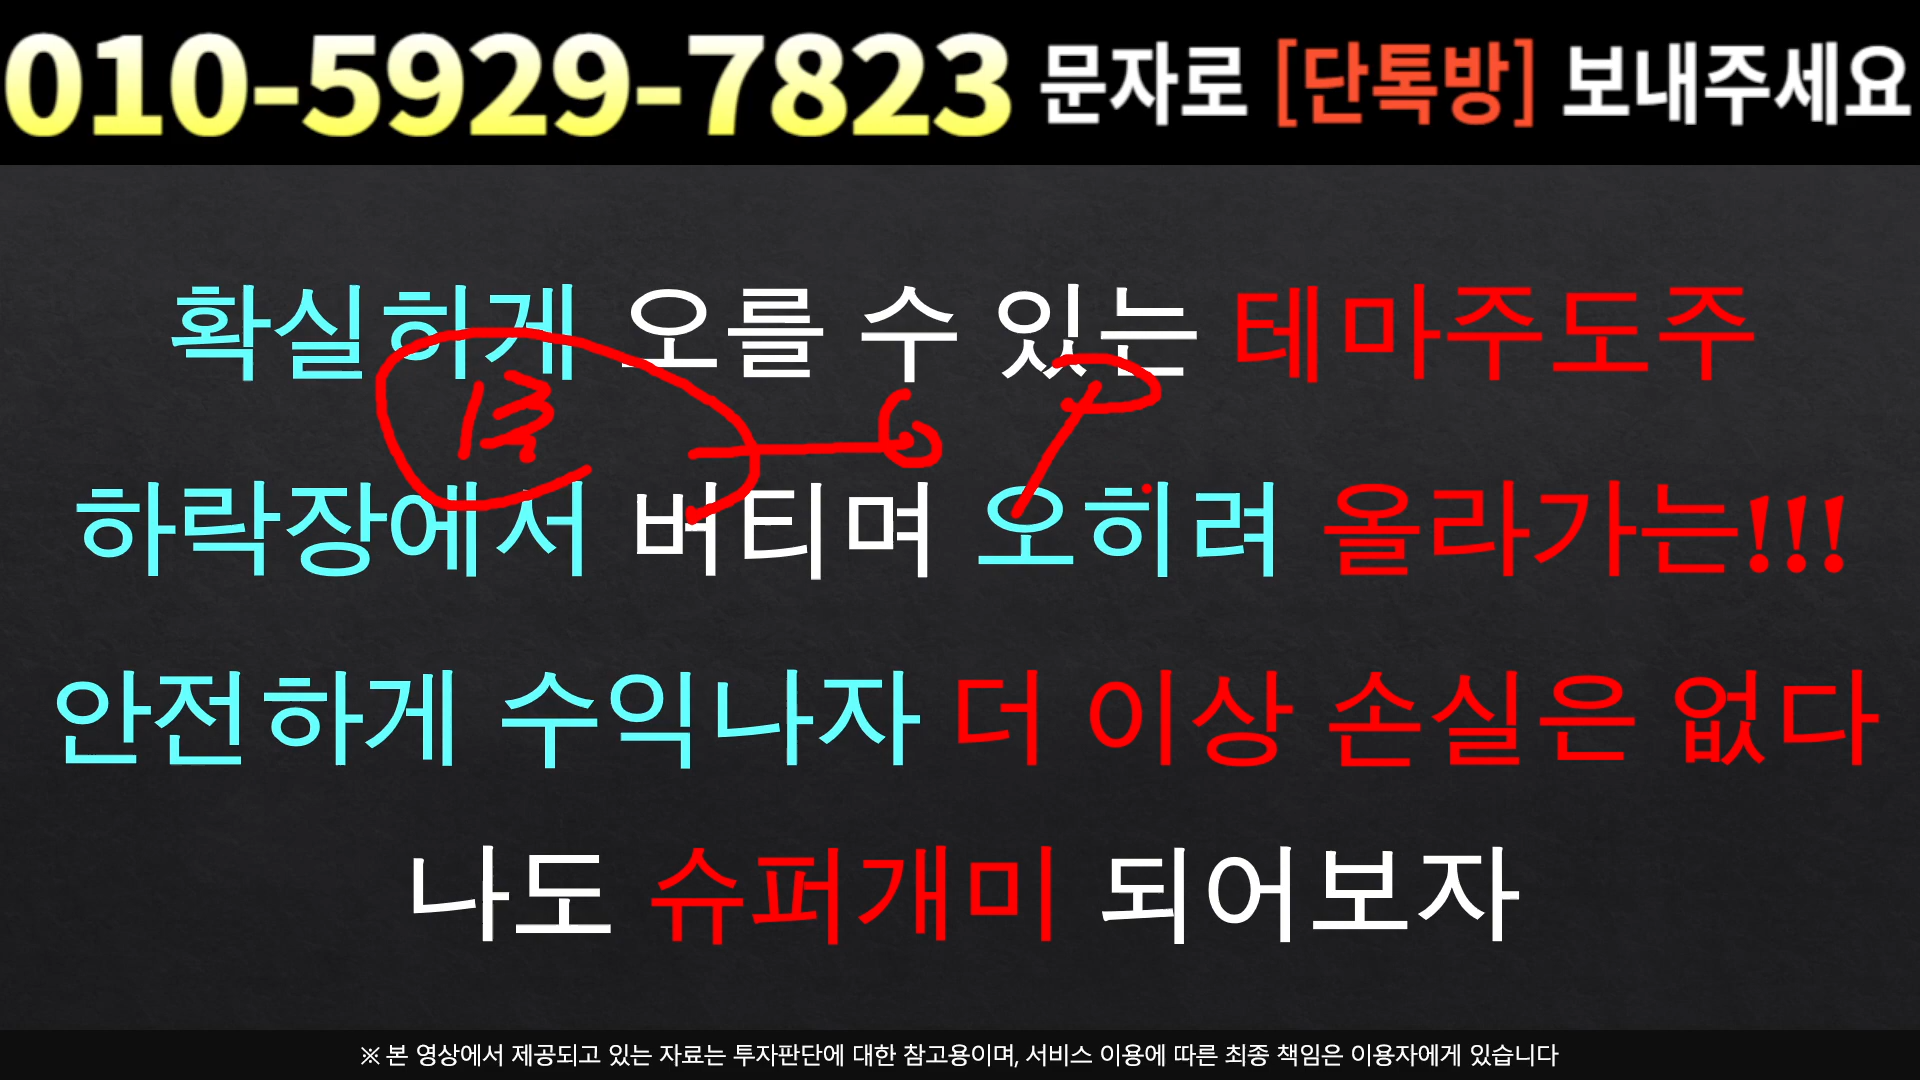 010-5929-7823 문자로 [단톡방] 보내주세요
확실하게 오를 수 있는 테마주도주
하락장에서 버티며 오히려 올라가는!!!
안전하게 수익나자 더 이상 손실은 없다
나도 슈퍼개미 되어보자
※ 본 영상에서 제공되고 있는 자료는 투자판단에 대한 참고용이며, 서비스 이용에 따른 최종 책임은 이용자에게 있습니다